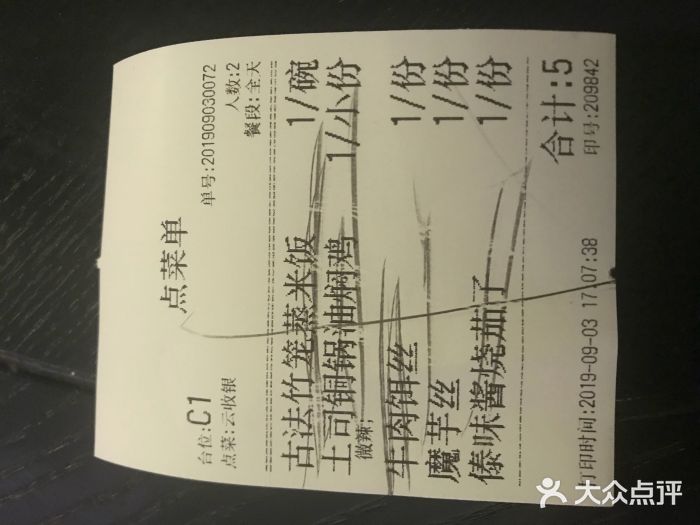 点菜单
台位:C1
单号:201909030072
点菜:云收银
人数:2
餐段:全天
古法竹笼蒸米饭 1/碗
土司铜锅油焖鸡 1/小份
微辣;
牛肉饵丝 1/份
魔芋丝 1/份
傣味酱烧茄子 1/份
合计:5
打印时间:2019-09-03 17:07:38
印号:209842
大众点评